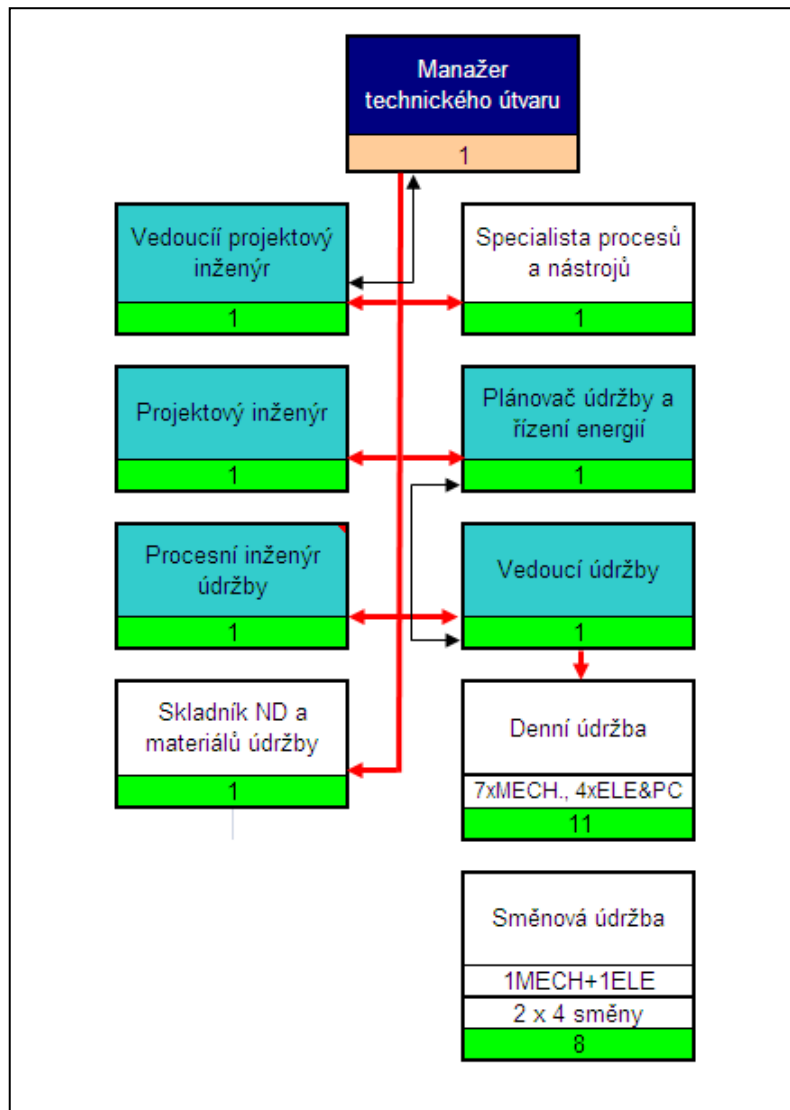 Manažer
technického útvaru
1
Vedoucíí projektový
inženýr
1
Specialista procesů
a nástrojů
1
Projektový inženýr
1
Plánovač údržby a
řízení energií
1
Procesní inženýr
údržby
1
Vedoucí údržby
1
Skladník ND a
materiálů údržby
1
Denní údržba
7xMECH., 4xELE&PC
11
Směnová údržba
1MECH+1ELE
2 x 4 směny
8